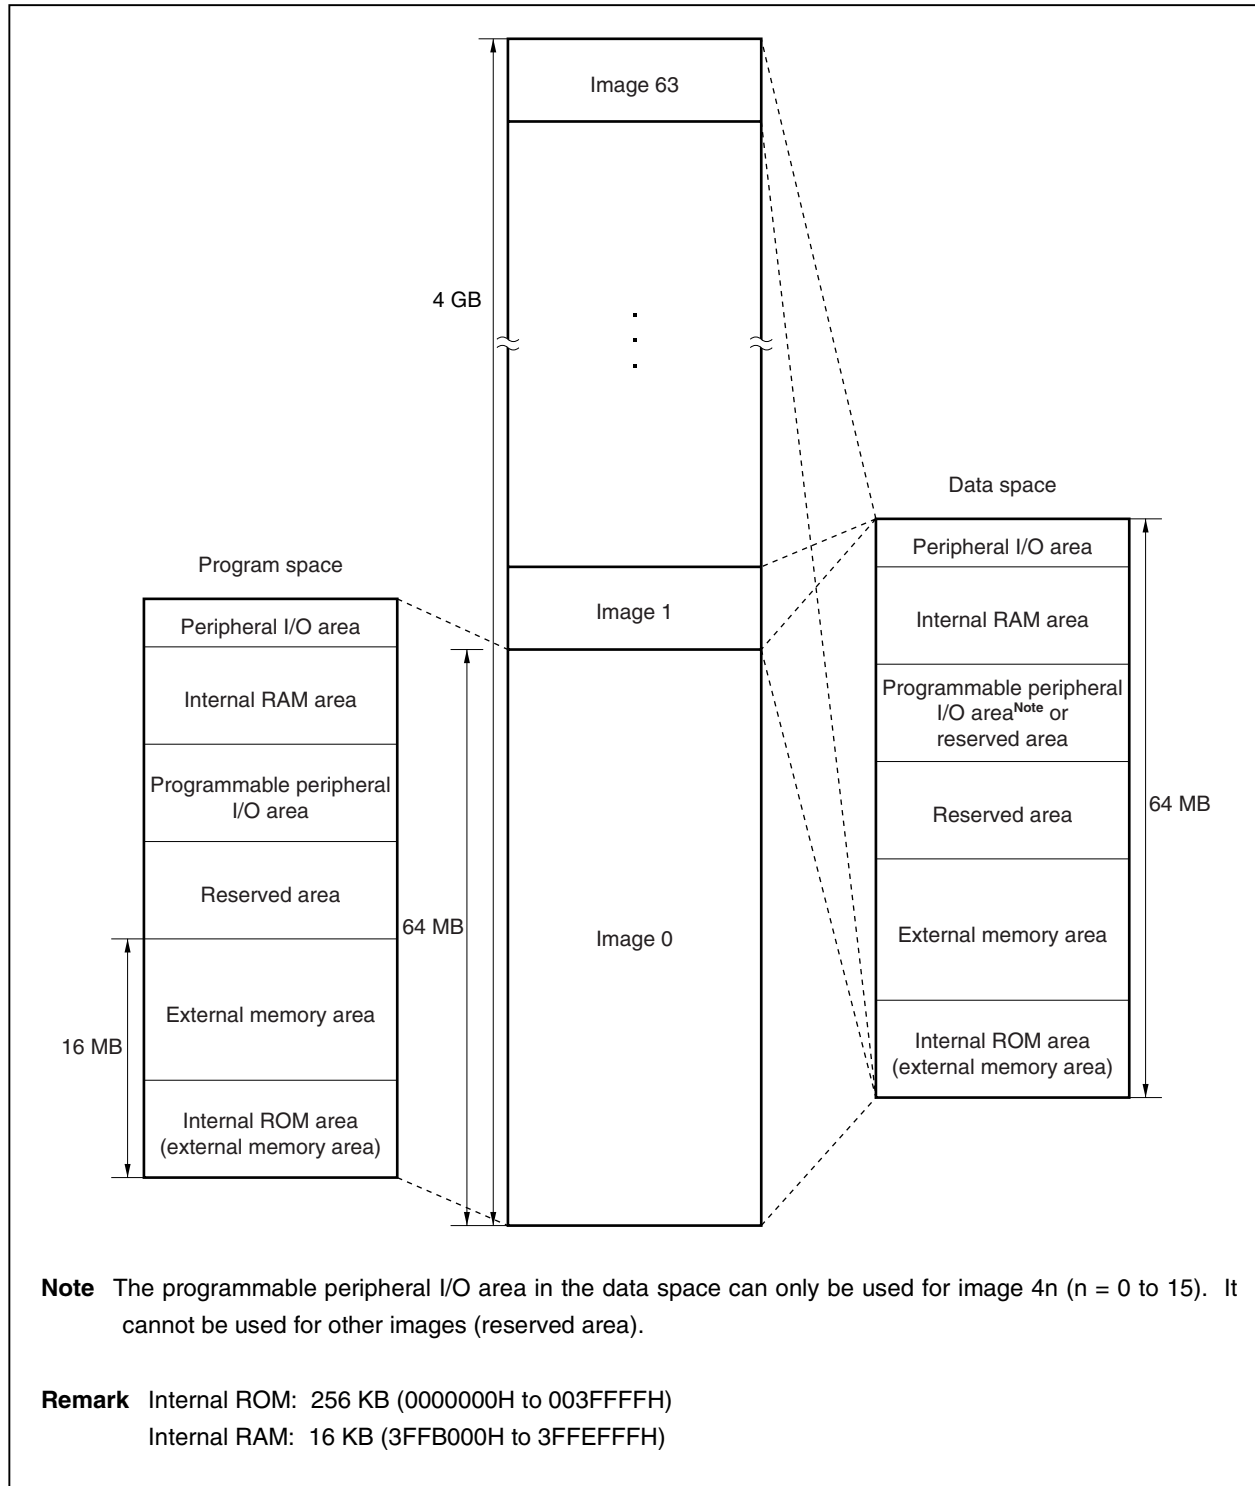 Image 63
4 GB
Data space
Peripheral I/O area
Program space
Image 1
Internal RAM area
Peripheral I/O area
Internal RAM area
Programmable peripheral
I/O areaNote or
reserved area
Programmable peripheral
I/O area
Reserved area
64 MB
Reserved area
64 MB
Image 0
External memory area
External memory area
16 MB
Internal ROM area
(external memory area)
Internal ROM area
(external memory area)
Note The programmable peripheral I/O area in the data space can only be used for image 4n (n = 0 to 15). It
cannot be used for other images (reserved area).
Remark Internal ROM: 256 KB (0000000H to 003FFFFH)
Internal RAM: 16 KB (3FFB000H to 3FFEFFFH)